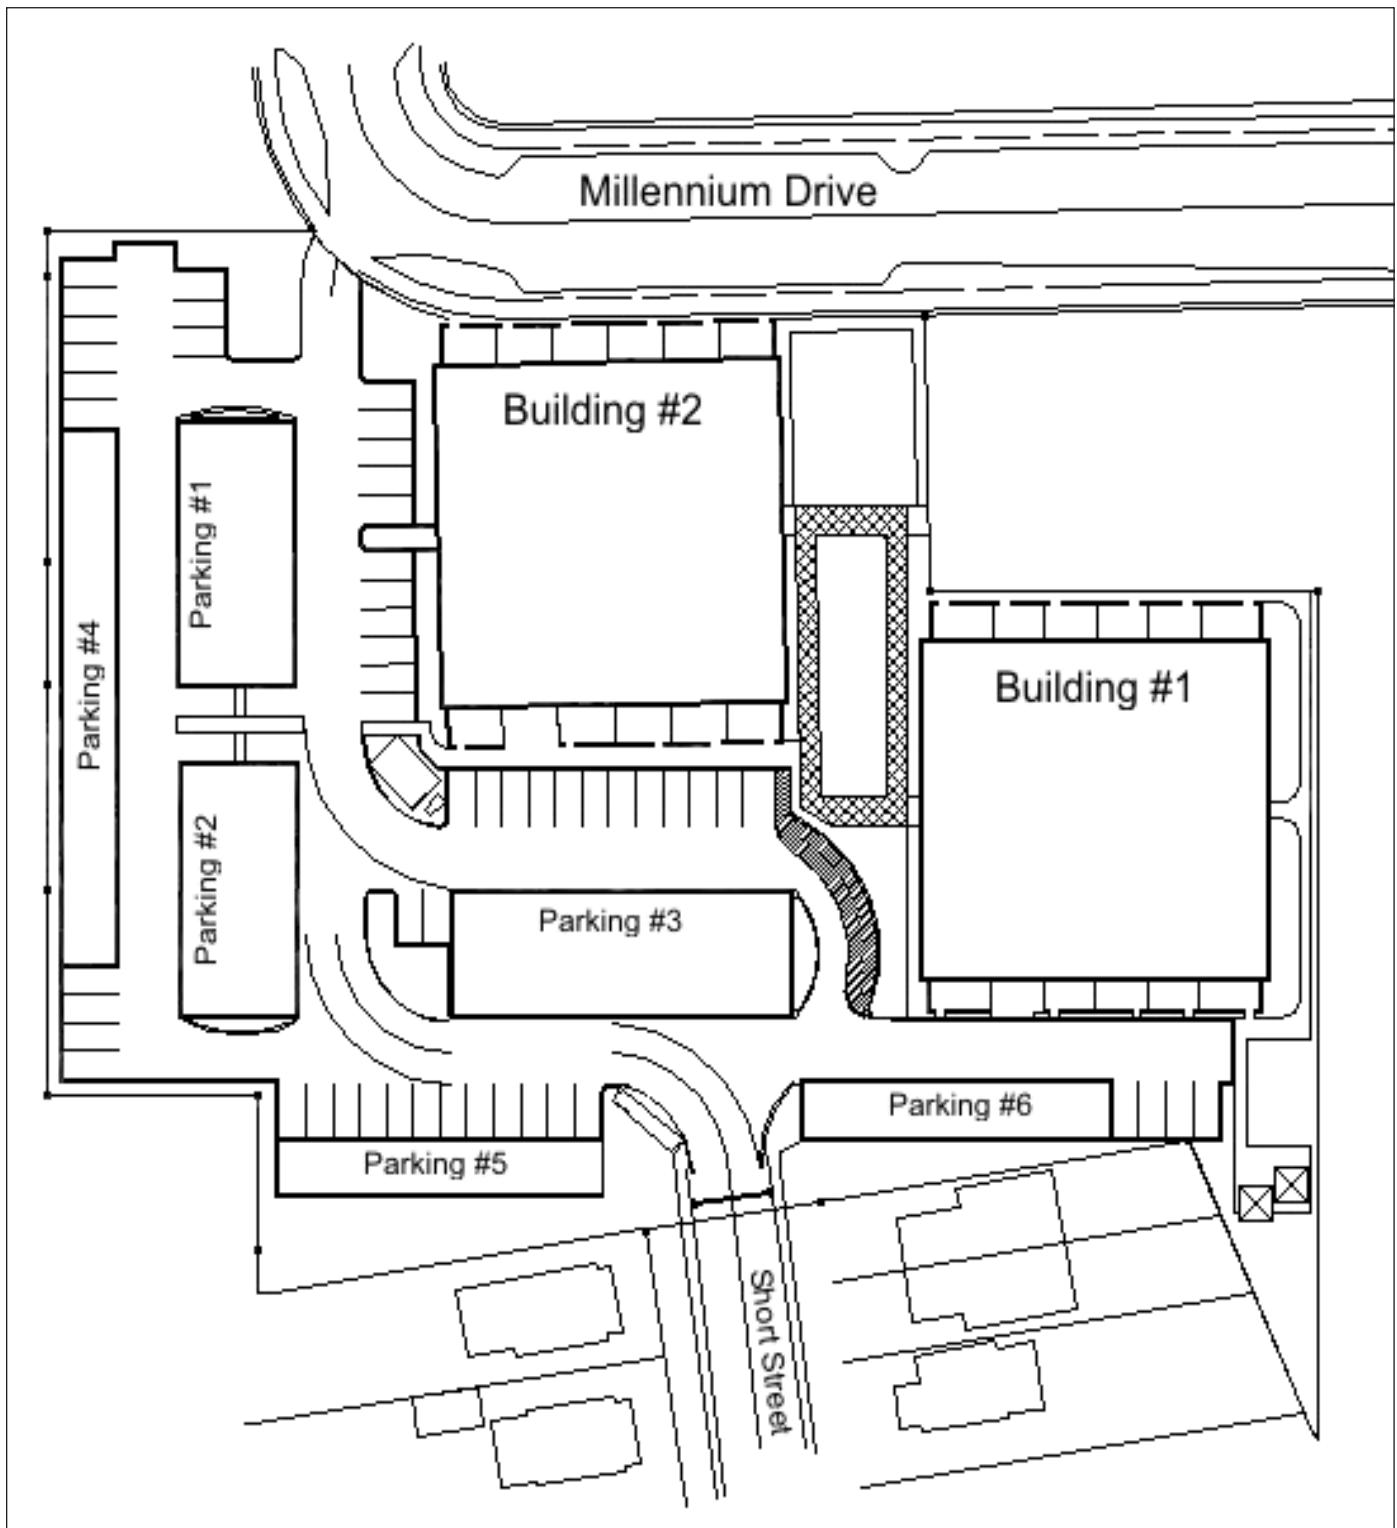 Millennium Drive
Building #2
Parking #1
Parking #4
Building #1
Parking #2
Parking #3
Parking #6
Parking #5
Short Street